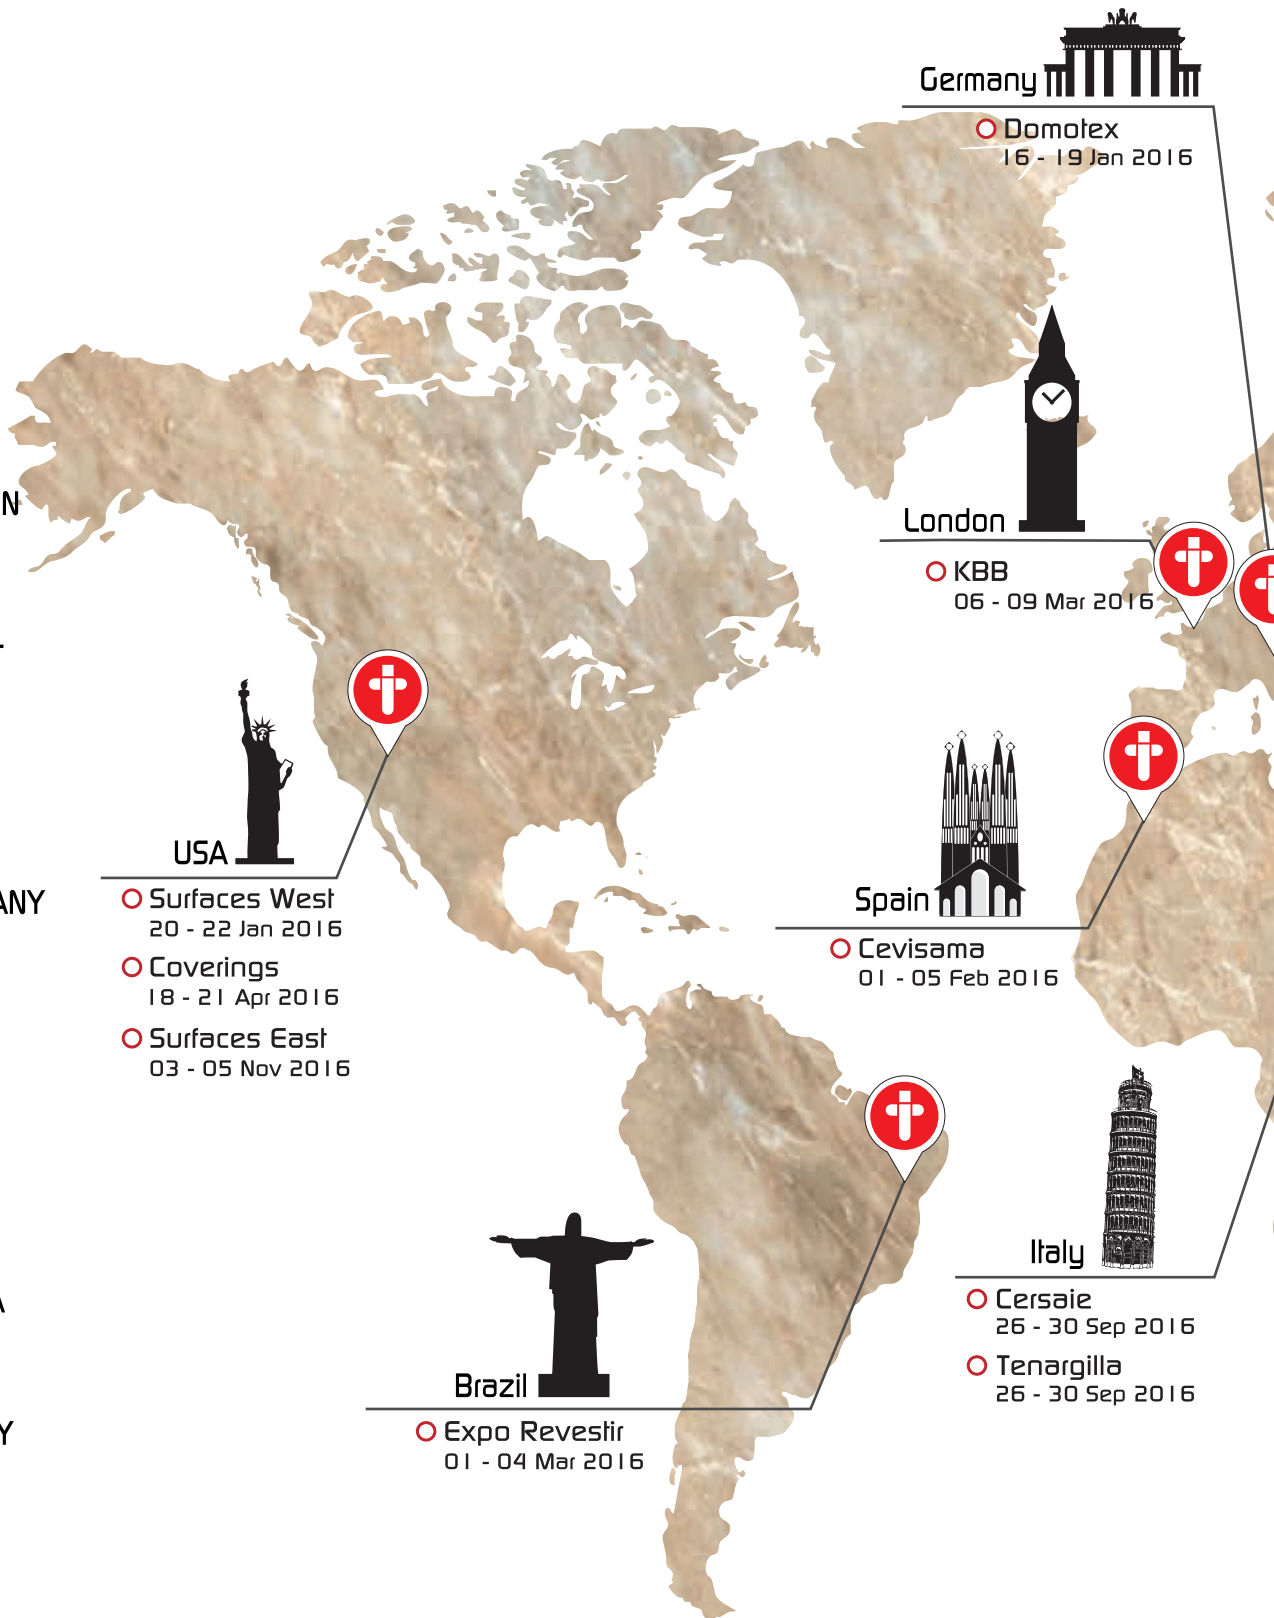 Germany
Domotex
16 - 19 Jan 2016
London
KBB
06 - 09 Mar 2016
USA
Surfaces West
20 - 22 Jan 2016
Coverings
18 - 21 Apr 2016
Surfaces East
03 - 05 Nov 2016
Spain
Cevisama
01 - 05 Feb 2016
Italy
Cersaie
26 - 30 Sep 2016
Tenargilla
26 - 30 Sep 2016
Brazil
Expo Revestir
01 - 04 Mar 2016